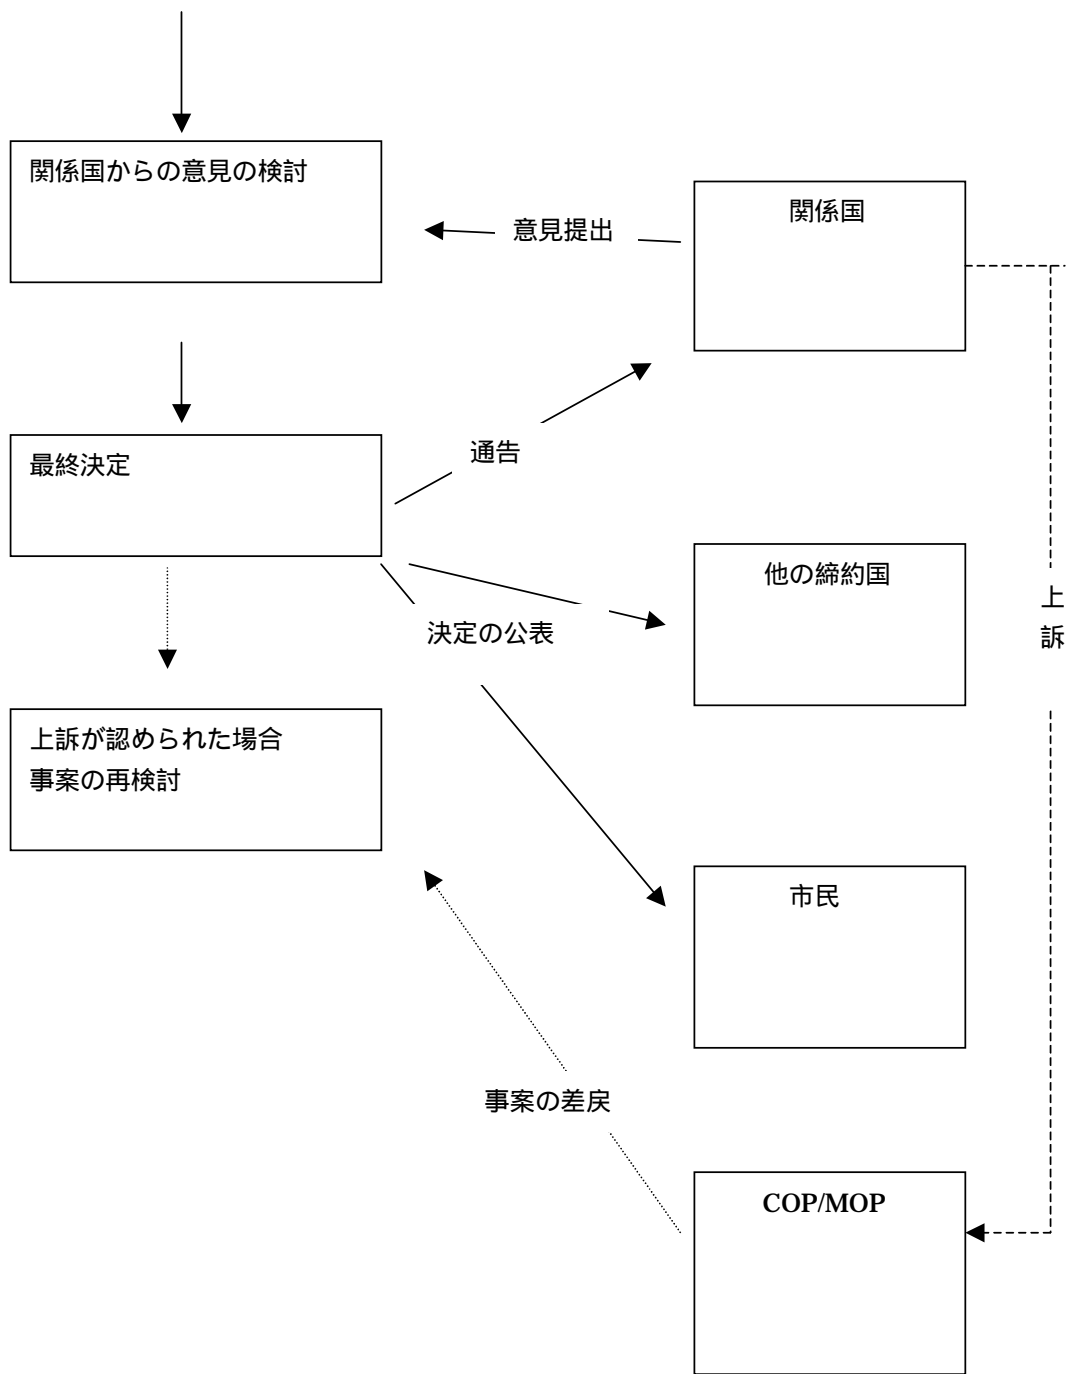 関係国からの意見の検討
関係国
意見提出
最終決定
通告
他の締約国
上
訴
決定の公表
上訴が認められた場合
事案の再検討
市民
事案の差戻
COP/MOP